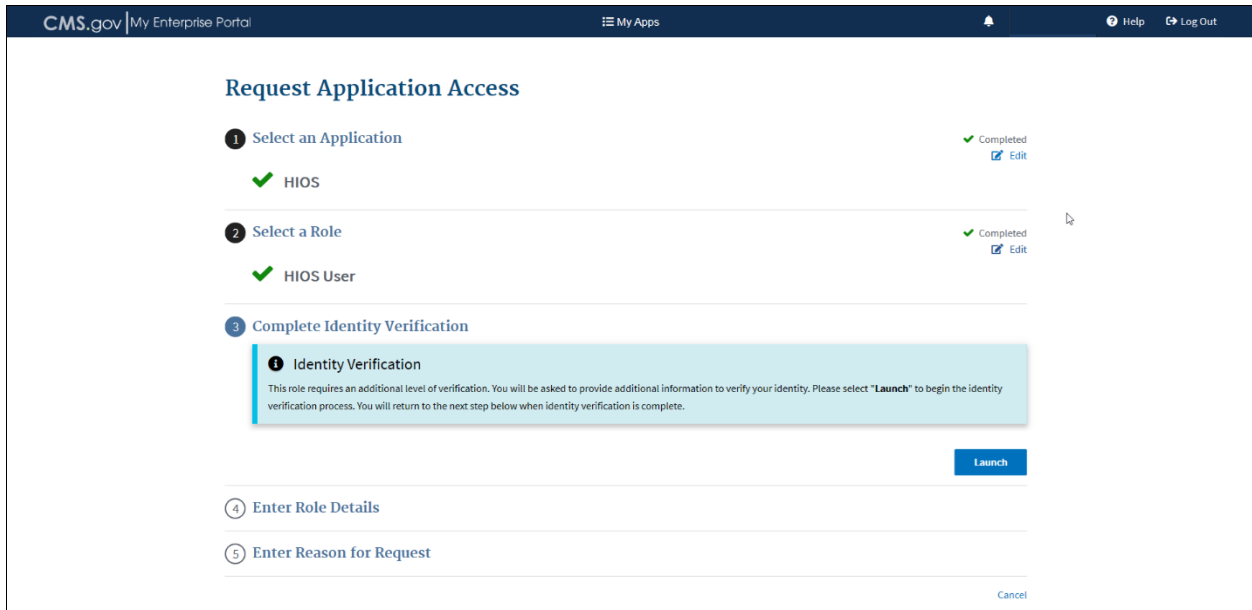 CMS.gov My Enterprise Portal
My Apps
Help
Log Out
Request Application Access
1 Select an Application
Completed
Edit
HIOS
2 Select a Role
Completed
Edit
HIOS User
3 Complete Identity Verification
Identity Verification
This role requires an additional level of verification. You will be asked to provide additional information to verify your identity. Please select "Launch" to begin the identity
verification process. You will return to the next step below when identity verification is complete.
Launch
4 Enter Role Details
5 Enter Reason for Request
Cancel